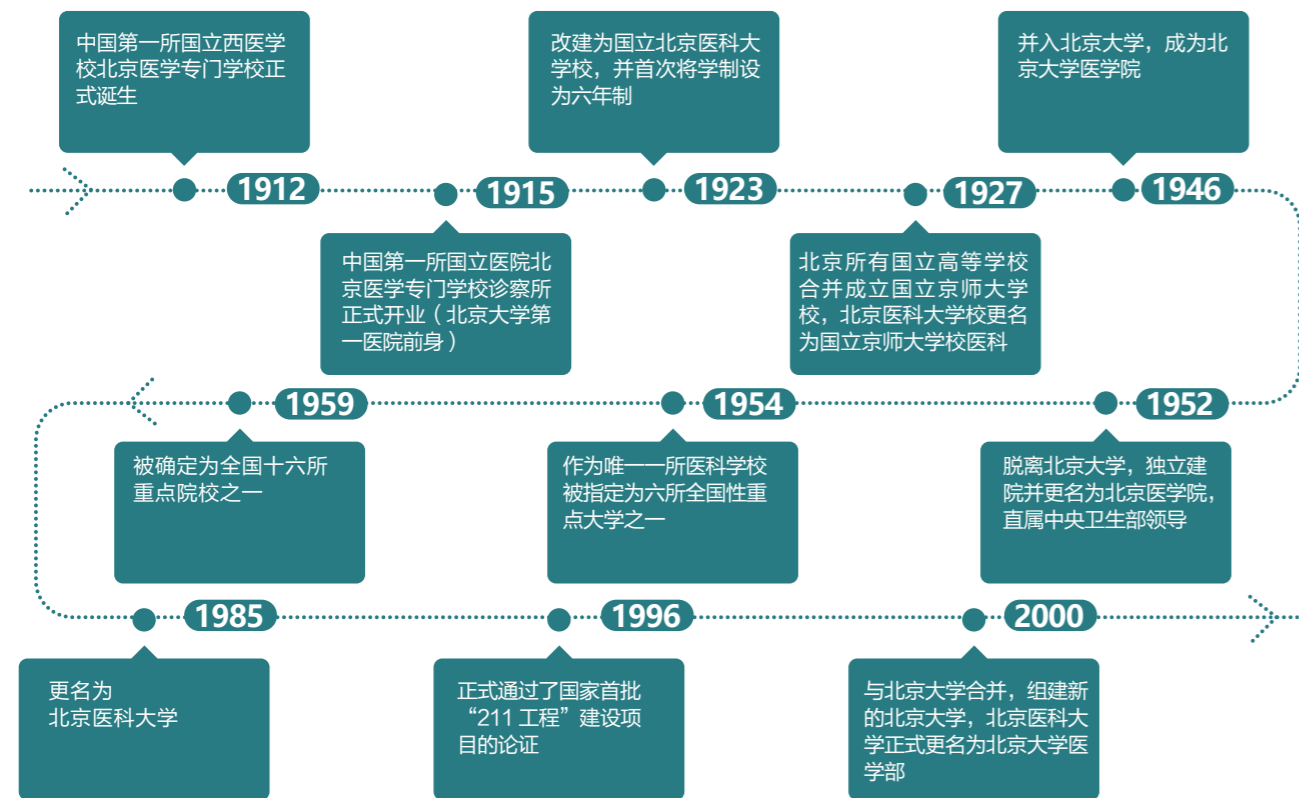 中国第一所国立西医学
校北京医学专门学校正
式诞生
改建为国立北京医科大
学校，并首次将学制设
为六年制
并入北京大学，成为北
京大学医学院
1912
1915
1923
1927
1946
中国第一所国立医院北
京医学专门学校诊察所
正式开业（北京大学第
一医院前身）
北京所有国立高等学校
合并成立国立京师大学
校，北京医科大学校更名
为国立京师大学校医科
1959
1954
1952
被确定为全国十六所
重点院校之一
作为唯一一所医科学校
被指定为六所全国性重
点大学之一
脱离北京大学，独立建
院并更名为北京医学院，
直属中央卫生部领导
1985
1996
2000
更名为
北京医科大学
正式通过了国家首批
“211 工程”建设项
目的论证
与北京大学合并，组建新
的北京大学，北京医科大
学正式更名为北京大学医
学部